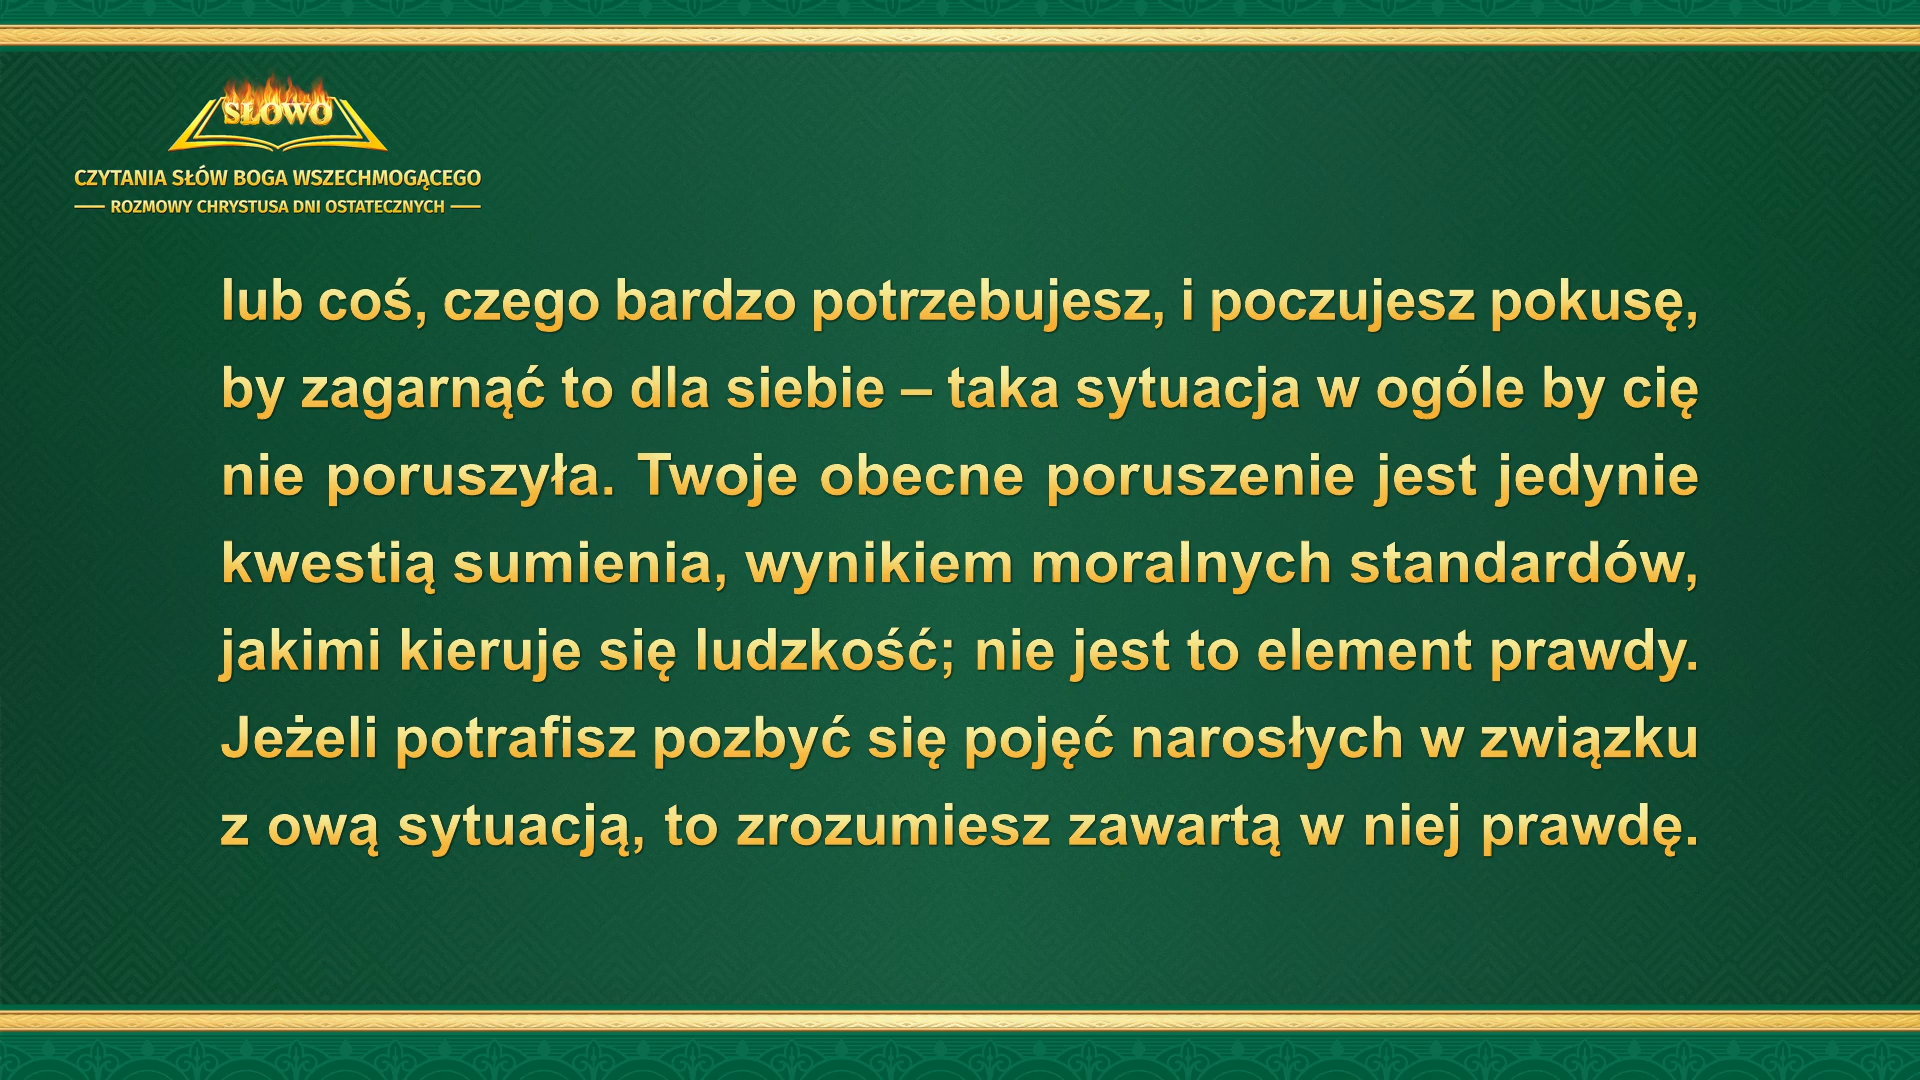 SŁOWO
CZYTANIA SŁÓW BOGA WSZECHMOGĄCEGO
ROZMOWY CHRYSTUSA DNI OSTATECZNYCH
lub coś, czego bardzo potrzebujesz, i poczujesz pokusę,
by zagarnąć to dla siebie – taka sytuacja w ogóle by cię
nie poruszyła. Twoje obecne poruszenie jest jedynie
kwestią sumienia, wynikiem moralnych standardów,
jakimi kieruje się ludzkość; nie jest to element prawdy.
Jeżeli potrafisz pozbyć się pojęć narosłych w związku
z ową sytuacją, to zrozumiesz zawartą w niej prawdę.